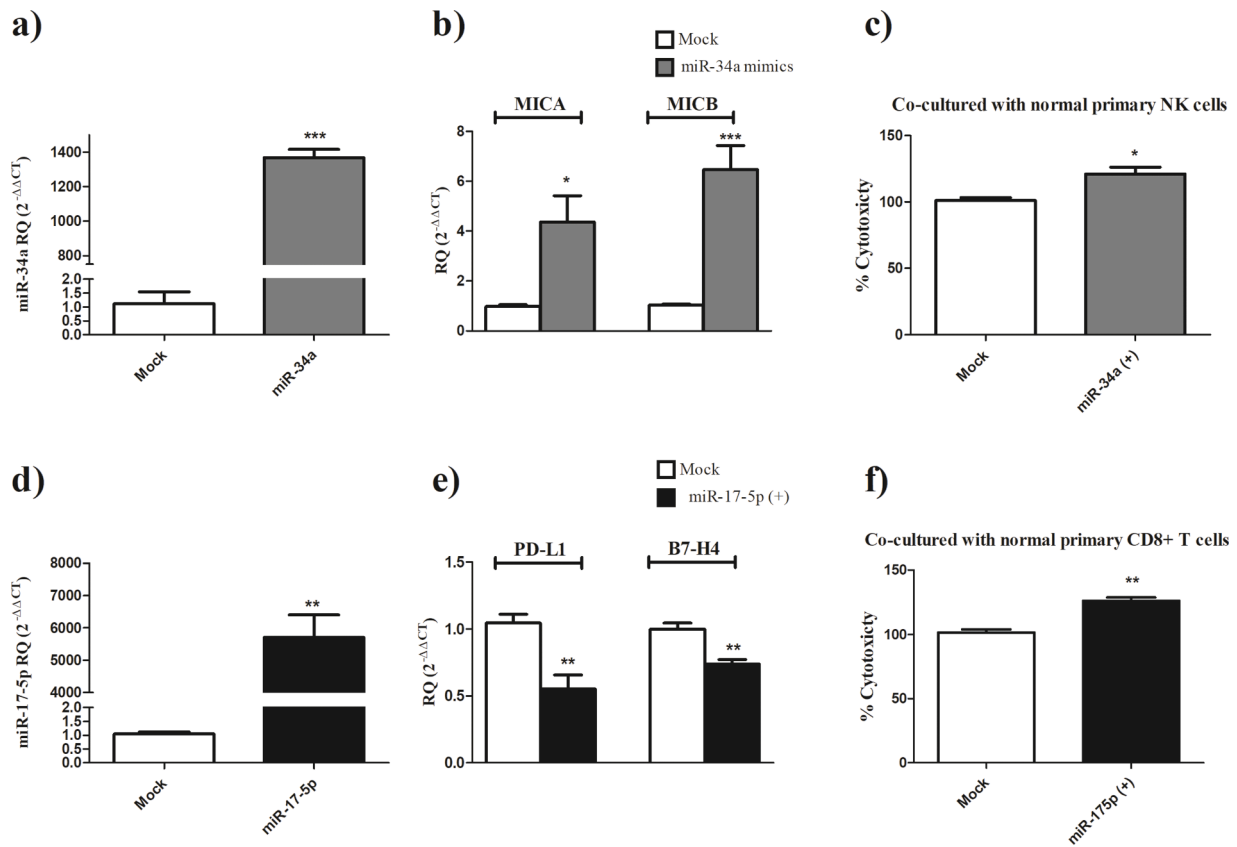 a)
miR-34a RQ (2^-ΔΔCT)
1400
1200
1000
800
2.0
1.5
1.0
0.5
0.0
***
Mock
miR-34a
b)
Mock
miR-34a mimics
MICA
MICB
RQ (2^-ΔΔCT)
8
6
4
2
0
*
***
c)
Co-cultured with normal primary NK cells
% Cytotoxicty
150
100
50
0
*
Mock
miR-34a (+)
d)
miR-17-5p RQ (2^-ΔΔCT)
8000
7000
6000
5000
4000
2.0
1.5
1.0
0.5
0.0
**
Mock
miR-17-5p
e)
Mock
miR-17-5p (+)
PD-L1
B7-H4
RQ (2^-ΔΔCT)
1.5
1.0
0.5
0.0
**
**
f)
Co-cultured with normal primary CD8+ T cells
% Cytotoxicty
150
100
50
0
**
Mock
miR-175p (+)